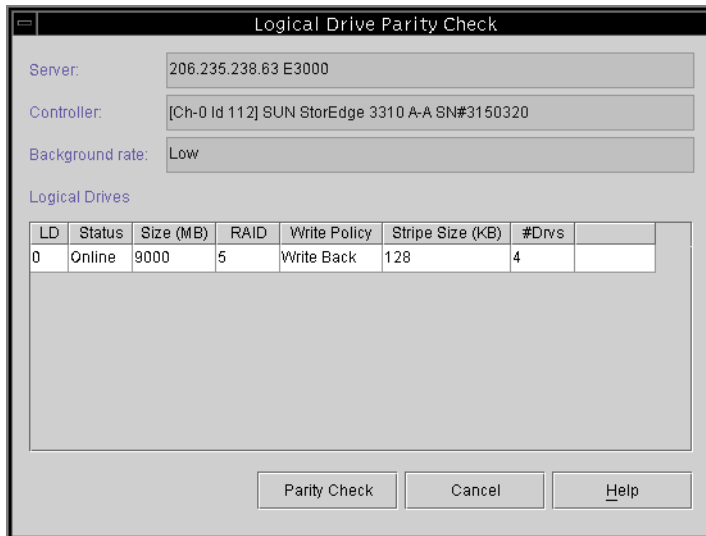 Logical Drive Parity Check
Server: 206.235.238.63 E3000
Controller: [Ch-0 Id 112] SUN StorEdge 3310 A-A SN#3150320
Background rate: Low
Logical Drives
LD Status Size (MB) RAID Write Policy Stripe Size (KB) #Drvs
0 Online 9000 5 Write Back 128 4
Parity Check Cancel Help